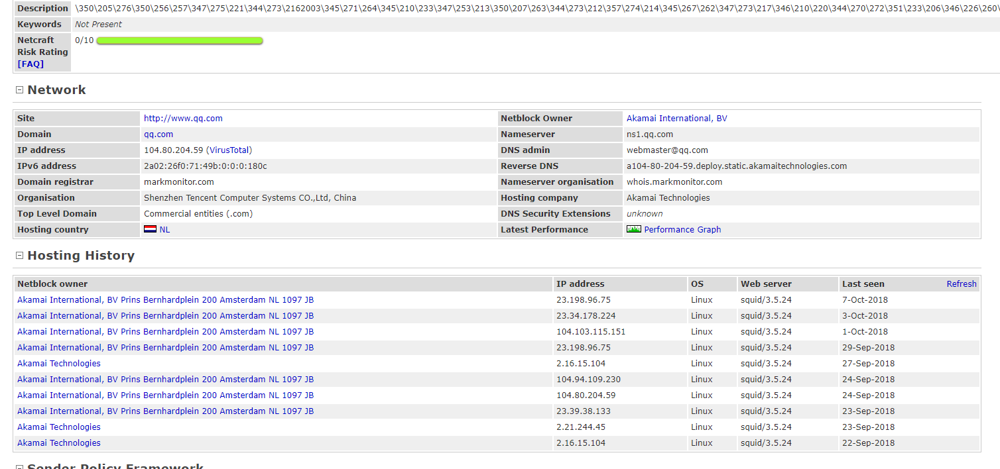 Description \350\205\276\350\256\257\347\275\221\344\273\2162003\345\271\264\345\210\233\347\253\213\350\207\263\344\273\212\357\274\214\345\267\262\347\273\217\346\210\220\344\270\272\351\233\206\346\226\260\
Keywords Not Present
Netcraft Risk Rating [FAQ] 0/10
Network
Site http://www.qq.com Netblock Owner Akamai International, BV
Domain qq.com Nameserver ns1.qq.com
IP address 104.80.204.59 (VirusTotal) DNS admin webmaster@qq.com
IPv6 address 2a02:26f0:71:49b:0:0:0:180c Reverse DNS a104-80-204-59.deploy.static.akamaitechnologies.com
Domain registrar markmonitor.com Nameserver organisation whois.markmonitor.com
Organisation Shenzhen Tencent Computer Systems CO.,Ltd, China Hosting company Akamai Technologies
Top Level Domain Commercial entities (.com) DNS Security Extensions unknown
Hosting country NL Latest Performance Performance Graph
Hosting History
Netblock owner IP address OS Web server Last seen Refresh
Akamai International, BV Prins Bernhardplein 200 Amsterdam NL 1097 JB 23.198.96.75 Linux squid/3.5.24 7-Oct-2018
Akamai International, BV Prins Bernhardplein 200 Amsterdam NL 1097 JB 23.34.178.224 Linux squid/3.5.24 3-Oct-2018
Akamai International, BV Prins Bernhardplein 200 Amsterdam NL 1097 JB 104.103.115.151 Linux squid/3.5.24 1-Oct-2018
Akamai International, BV Prins Bernhardplein 200 Amsterdam NL 1097 JB 23.198.96.75 Linux squid/3.5.24 29-Sep-2018
Akamai Technologies 2.16.15.104 Linux squid/3.5.24 27-Sep-2018
Akamai International, BV Prins Bernhardplein 200 Amsterdam NL 1097 JB 104.94.109.230 Linux squid/3.5.24 24-Sep-2018
Akamai International, BV Prins Bernhardplein 200 Amsterdam NL 1097 JB 104.80.204.59 Linux squid/3.5.24 24-Sep-2018
Akamai International, BV Prins Bernhardplein 200 Amsterdam NL 1097 JB 23.39.38.133 Linux squid/3.5.24 23-Sep-2018
Akamai Technologies 2.21.244.45 Linux squid/3.5.24 23-Sep-2018
Akamai Technologies 2.16.15.104 Linux squid/3.5.24 22-Sep-2018
Sender Policy Framework